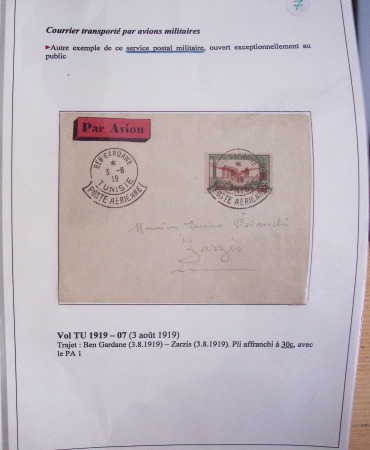 7
Courrier transporté par avions militaires
►Autre exemple de ce service postal militaire, ouvert exceptionnellement au
public
Par Avion
BEN-GARDANE
*
3 -8
19
TUNISIE
POSTE AÉRIENNE
Zarzis
Vol TU 1919 – 07 (3 août 1919)
Trajet : Ben Gardane (3.8.1919) – Zarzis (3.8.1919). Pli affranchi à 30c, avec
le PA 1